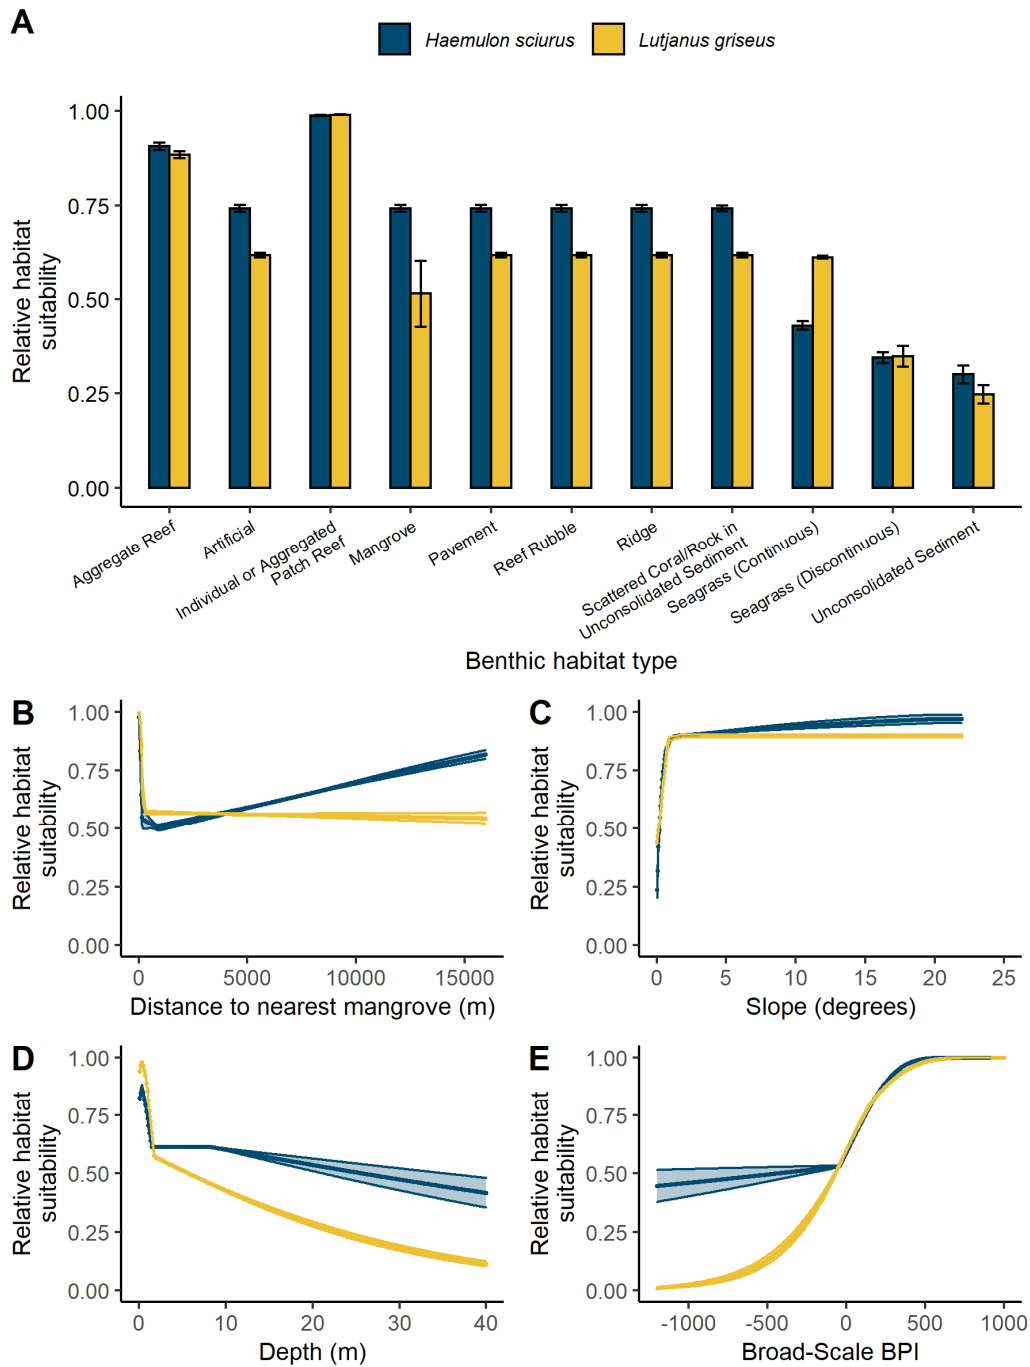 A
Haemulon sciurus
Lutjanus griseus
Relative habitat
suitability
1.00
0.75
0.50
0.25
0.00
Aggregate Reef
Artificial
Individual or Aggregated
Patch Reef
Mangrove
Pavement
Reef Rubble
Ridge
Scattered Coral/Rock in
Unconsolidated Sediment
Seagrass (Continuous)
Seagrass (Discontinuous)
Unconsolidated Sediment
Benthic habitat type
B
Relative habitat
suitability
1.00
0.75
0.50
0.25
0.00
0 5000 10000 15000
Distance to nearest mangrove (m)
C
Relative habitat
suitability
1.00
0.75
0.50
0.25
0.00
0 5 10 15 20 25
Slope (degrees)
D
Relative habitat
suitability
1.00
0.75
0.50
0.25
0.00
0 10 20 30 40
Depth (m)
E
Relative habitat
suitability
1.00
0.75
0.50
0.25
0.00
-1000 -500 0 500 1000
Broad-Scale BPI